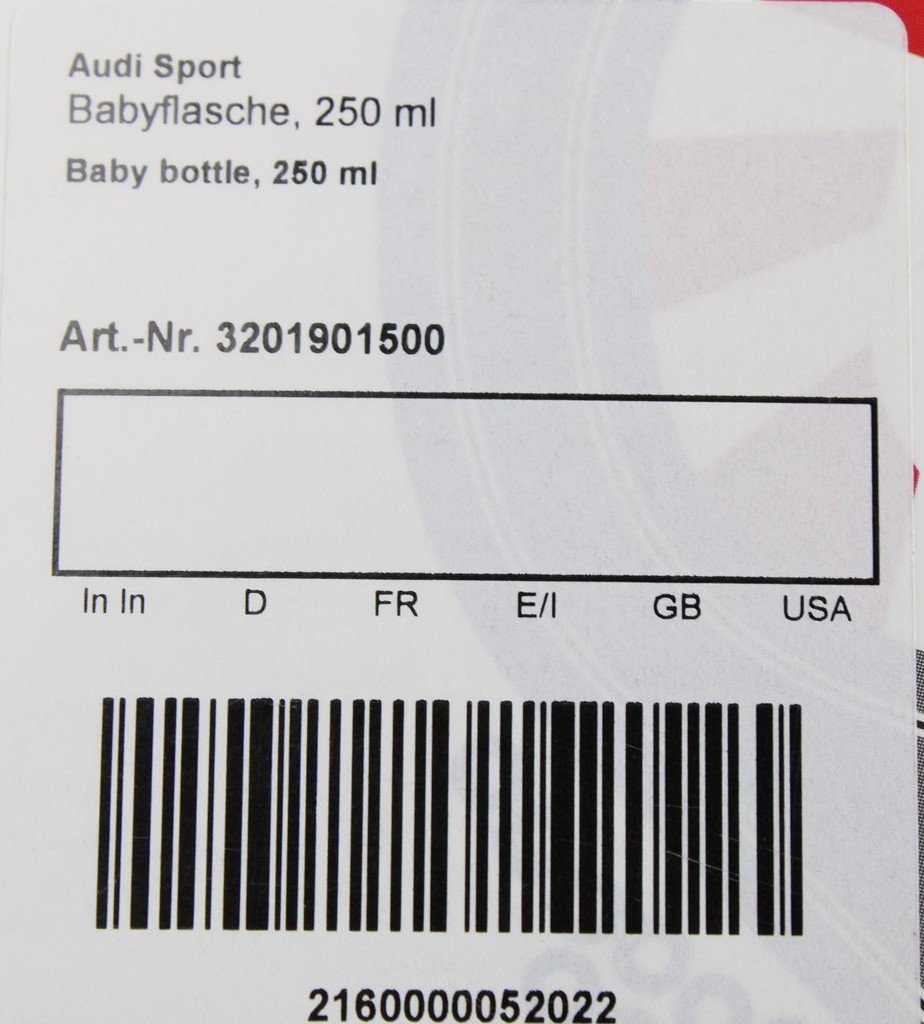 Audi Sport
Babyflasche, 250 ml
Baby bottle, 250 ml
Art.-Nr. 3201901500
In In D FR E/I GB USA
2160000052022